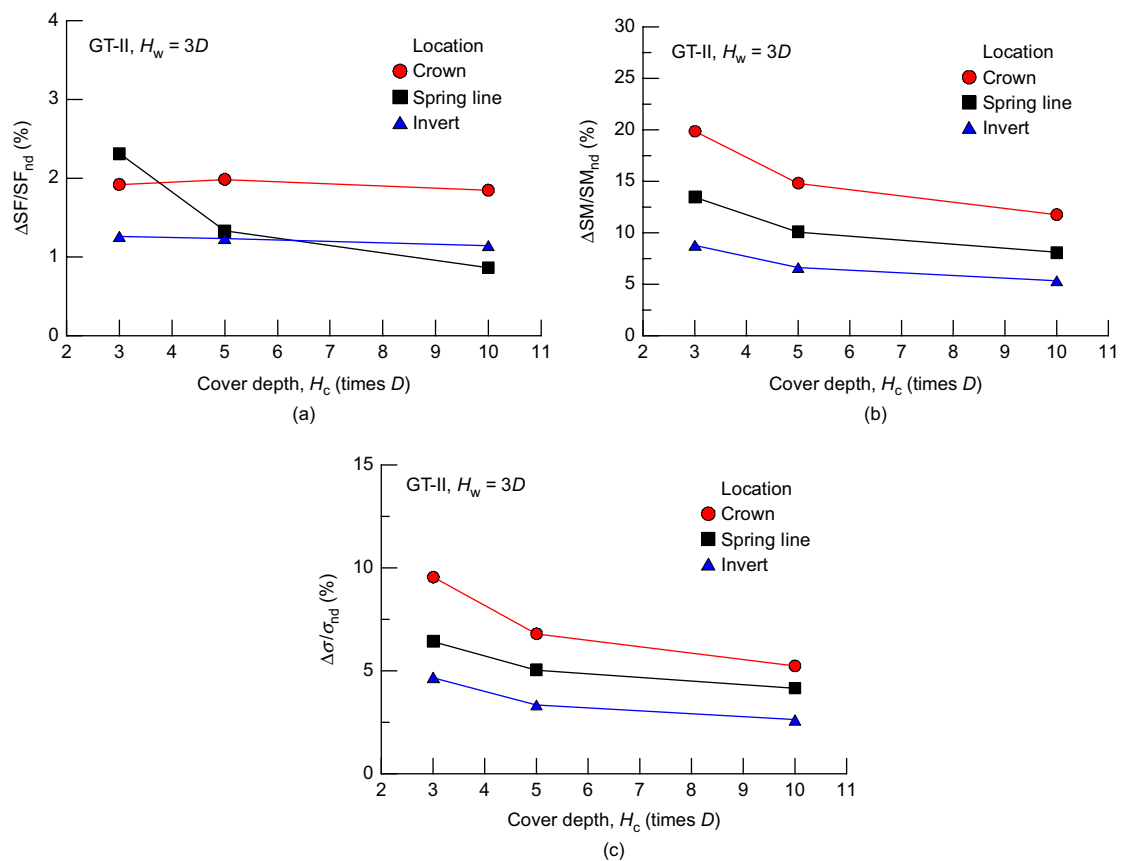 GT-II, Hw = 3D
Location
Crown
Spring line
Invert
ΔSF/SFnd (%)
4
3
2
1
0
2 3 4 5 6 7 8 9 10 11
Cover depth, Hc (times D)
(a)
GT-II, Hw = 3D
Location
Crown
Spring line
Invert
ΔSM/SMnd (%)
30
25
20
15
10
5
0
2 3 4 5 6 7 8 9 10 11
Cover depth, Hc (times D)
(b)
GT-II, Hw = 3D
Location
Crown
Spring line
Invert
Δσ/σnd (%)
15
10
5
0
2 3 4 5 6 7 8 9 10 11
Cover depth, Hc (times D)
(c)